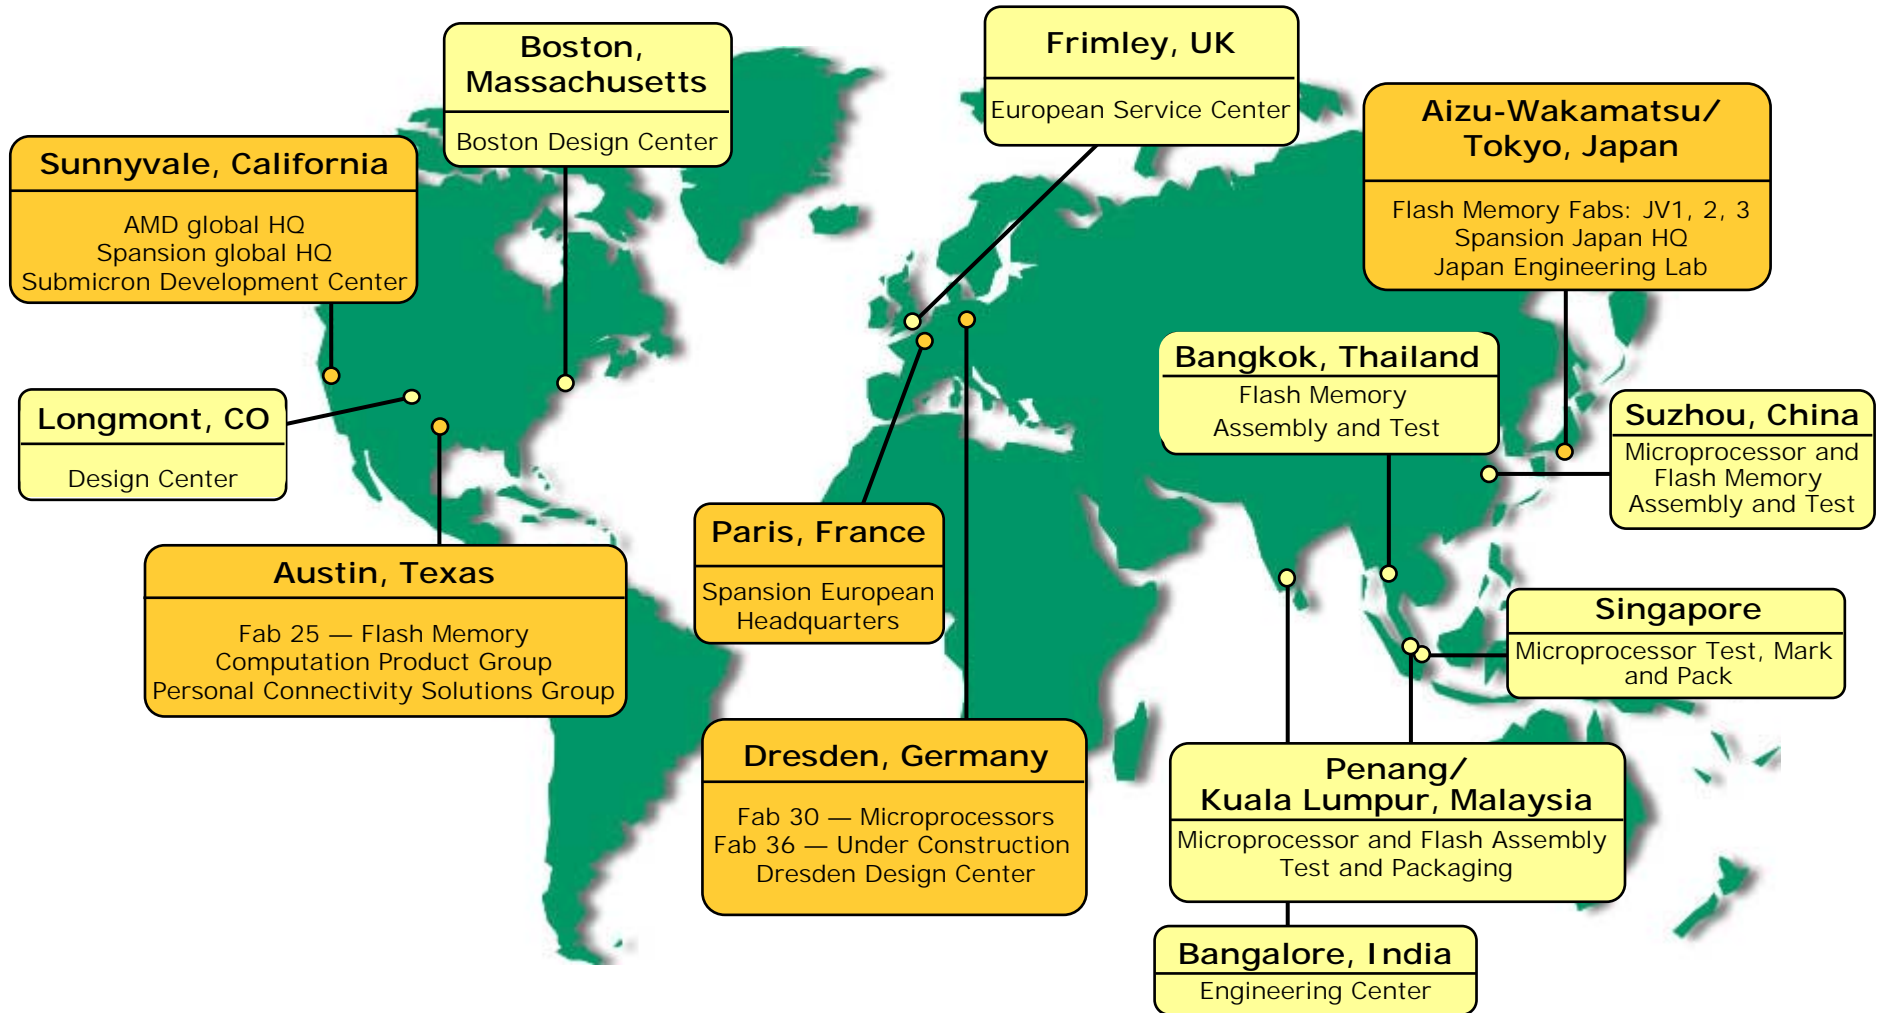 Boston,
Massachusetts
Boston Design Center
Frimley, UK
European Service Center
Aizu-Wakamatsu/
Tokyo, Japan
Flash Memory Fabs: JV1, 2, 3
Spansion Japan HQ
Japan Engineering Lab
Sunnyvale, California
AMD global HQ
Spansion global HQ
Submicron Development Center
Bangkok, Thailand
Flash Memory
Assembly and Test
Longmont, CO
Design Center
Suzhou, China
Microprocessor and
Flash Memory
Assembly and Test
Paris, France
Spansion European
Headquarters
Austin, Texas
Fab 25 — Flash Memory
Computation Product Group
Personal Connectivity Solutions Group
Singapore
Microprocessor Test, Mark
and Pack
Dresden, Germany
Fab 30 — Microprocessors
Fab 36 — Under Construction
Dresden Design Center
Penang/
Kuala Lumpur, Malaysia
Microprocessor and Flash Assembly
Test and Packaging
Bangalore, India
Engineering Center